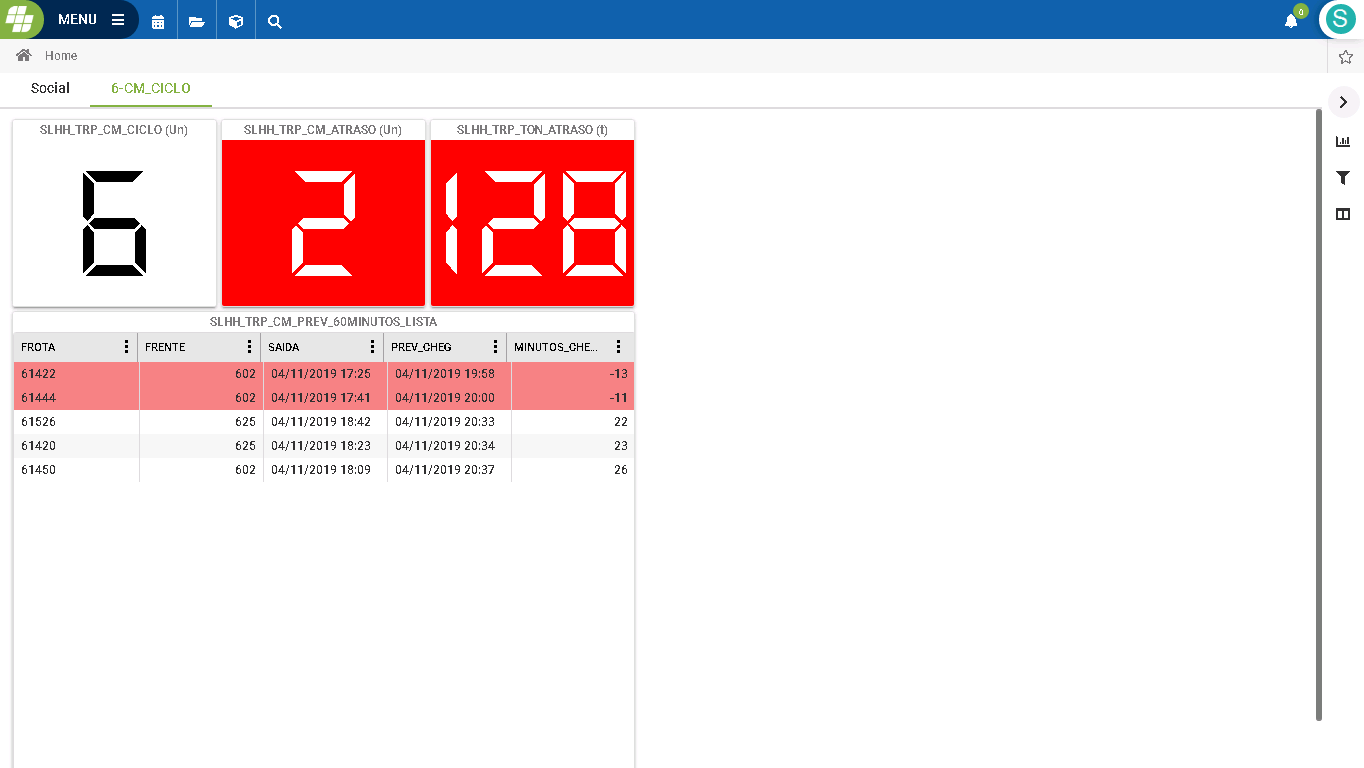 MENU
0
S
Home
Social 6-CM_CICLO
SLHH_TRP_CM_CICLO (Un) SLHH_TRP_CM_ATRASO (Un) SLHH_TRP_TON_ATRASO (t)
6 2 128
SLHH_TRP_CM_PREV_60MINUTOS_LISTA
FROTA FRENTE SAIDA PREV_CHEG MINUTOS_CHE...
61422 602 04/11/2019 17:25 04/11/2019 19:58 -13
61444 602 04/11/2019 17:41 04/11/2019 20:00 -11
61526 625 04/11/2019 18:42 04/11/2019 20:33 22
61420 625 04/11/2019 18:23 04/11/2019 20:34 23
61450 602 04/11/2019 18:09 04/11/2019 20:37 26